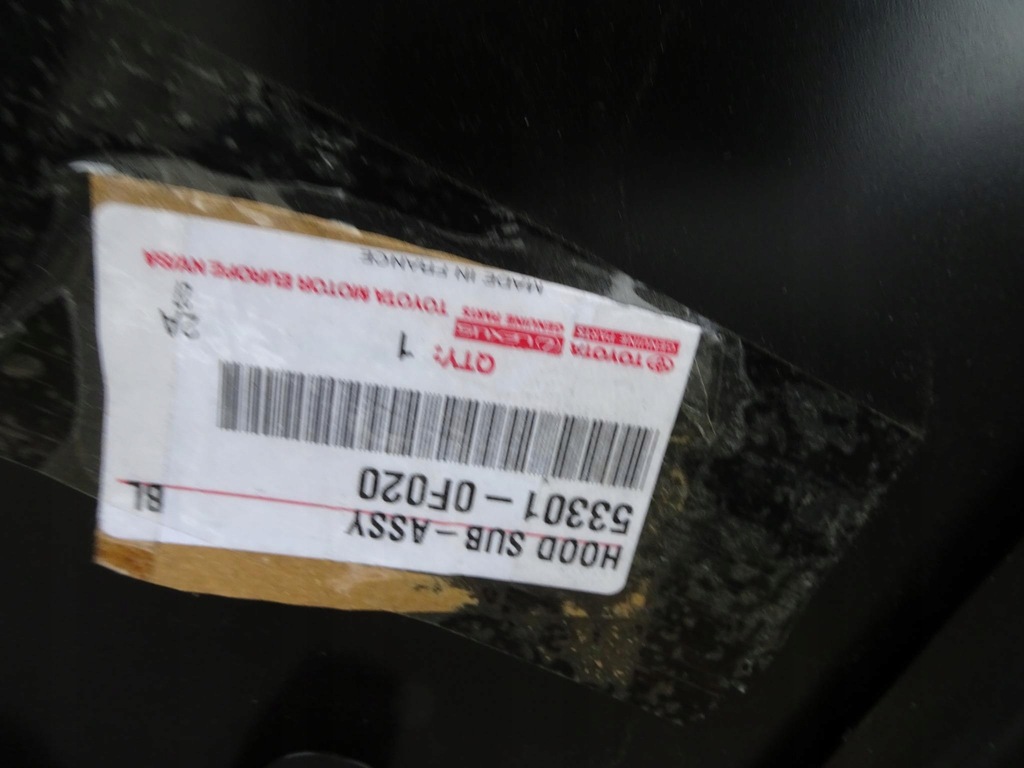 HOOD SUB-ASSY
53301-0F020 BL
QTY: 1
TOYOTA GENUINE PARTS LEXUS GENUINE PARTS TOYOTA MOTOR EUROPE NV/SA
MADE IN FRANCE